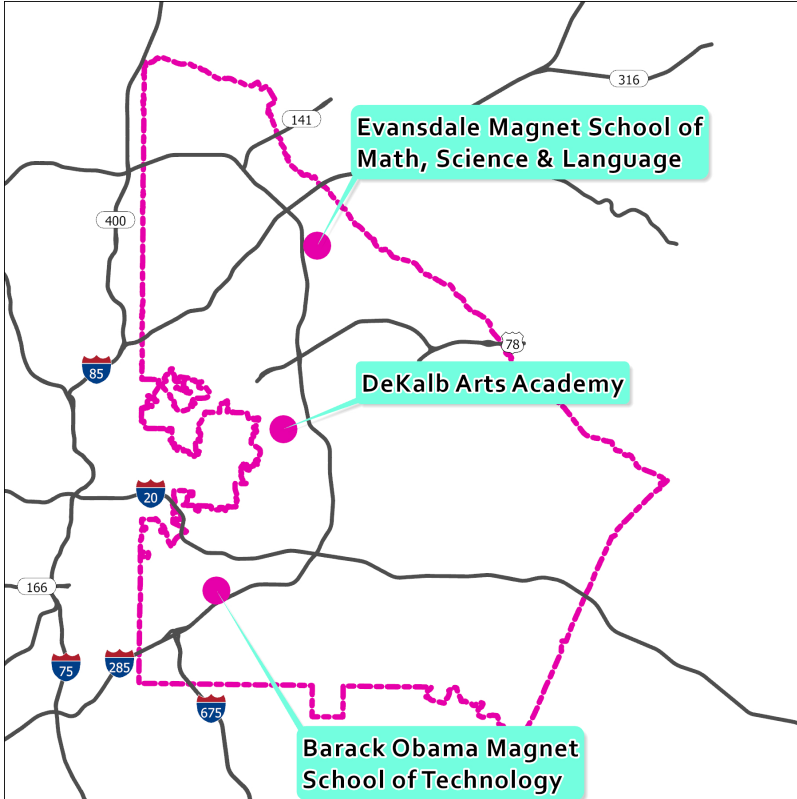 316
141
Evansdale Magnet School of
Math, Science & Language
400
78
85
DeKalb Arts Academy
20
166
75
285
675
Barack Obama Magnet
School of Technology